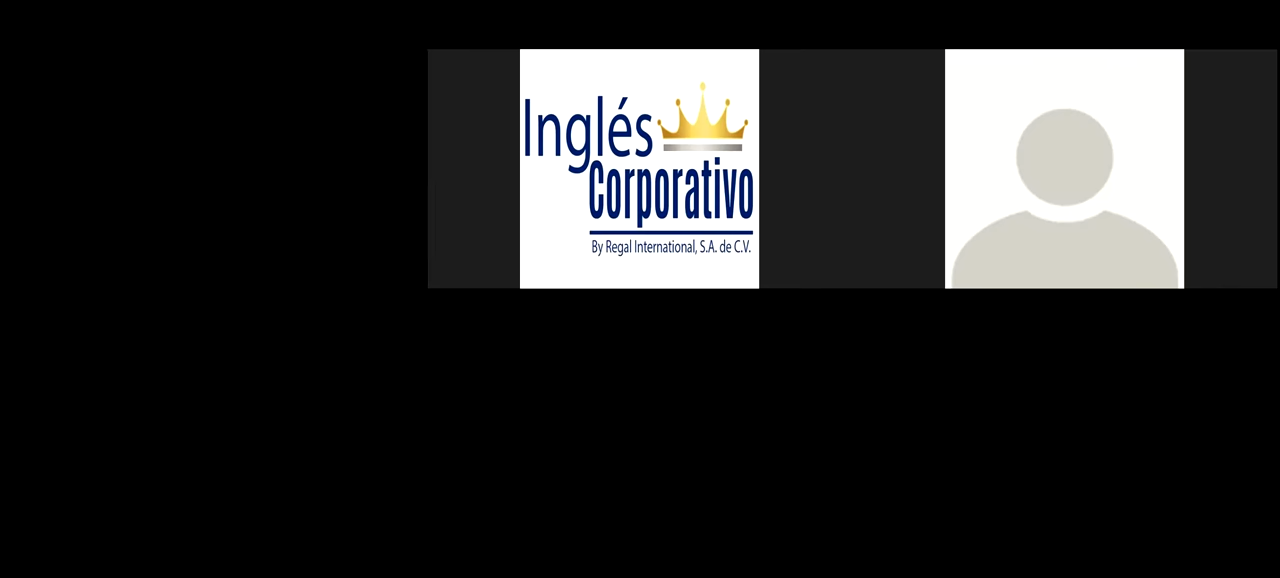 Inglés
Corporativo
By Regal International, S.A. de C.V.